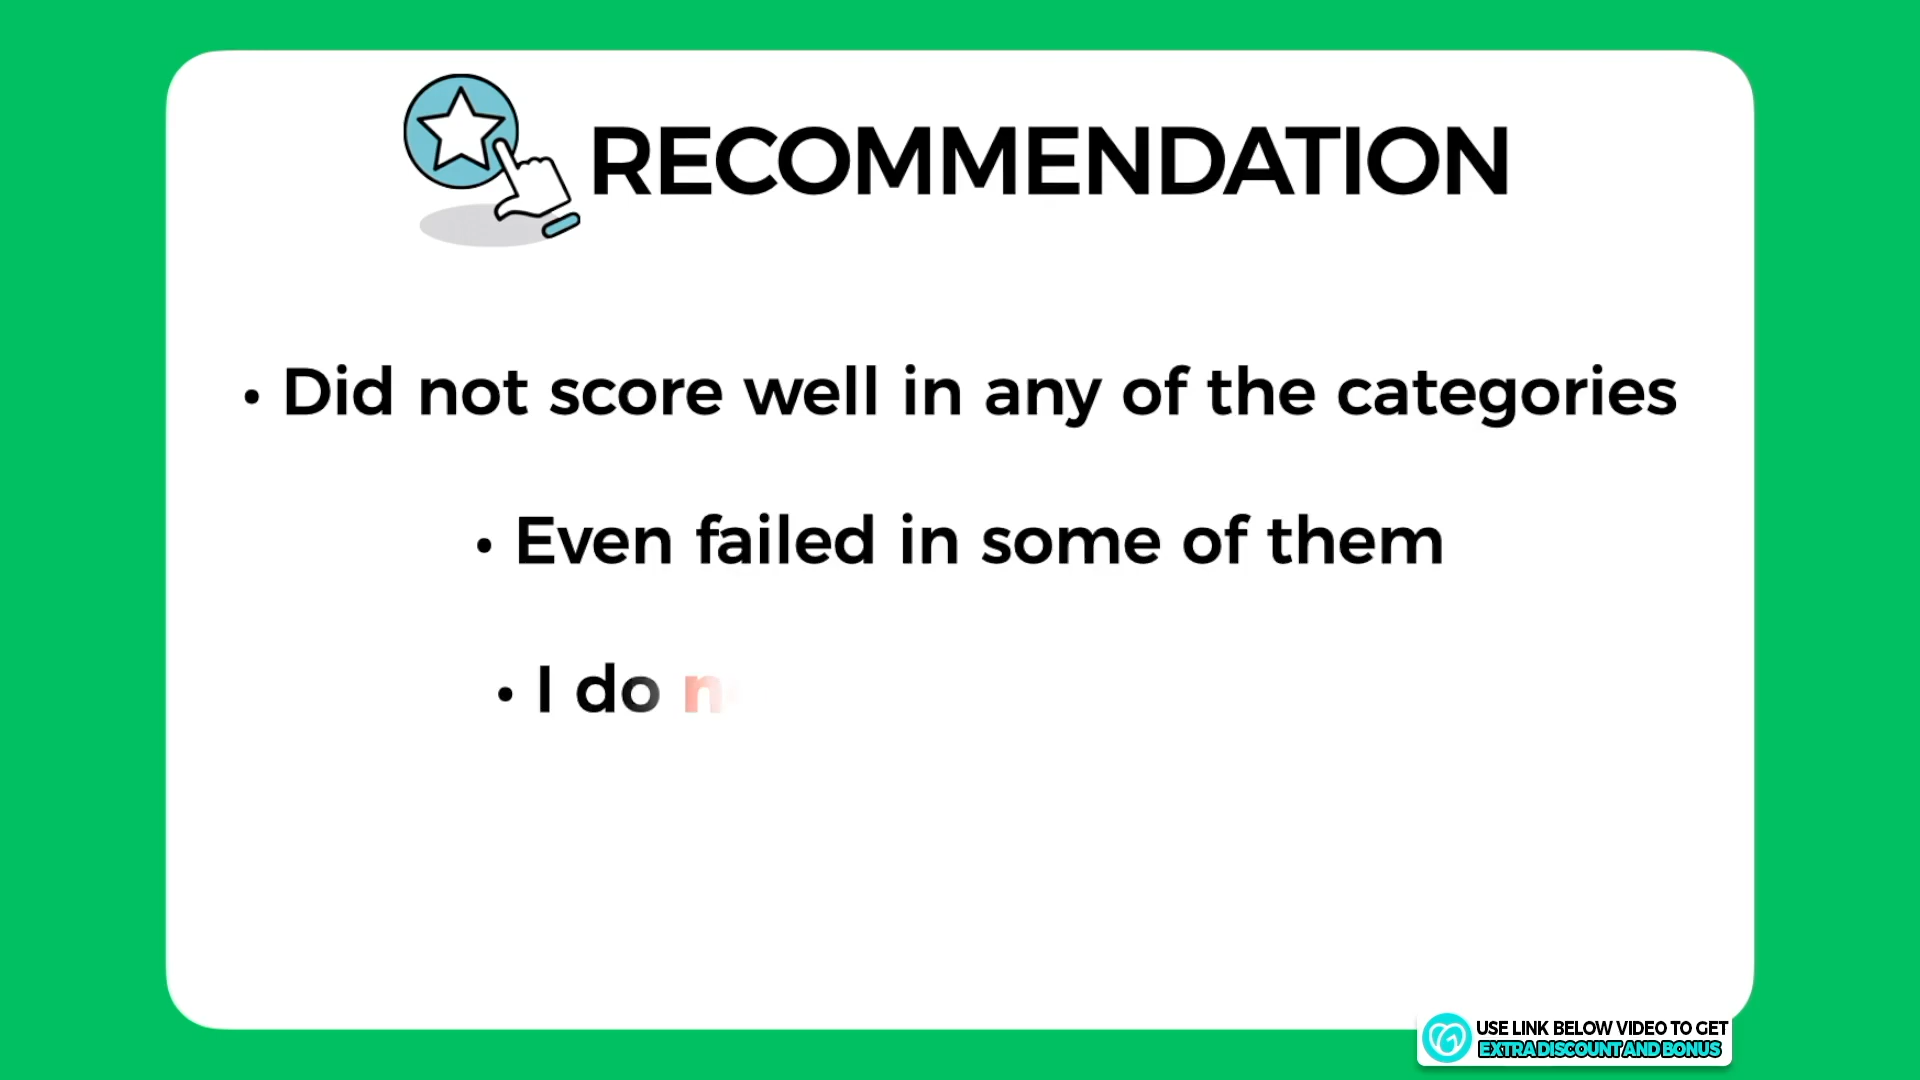 RECOMMENDATION
• Did not score well in any of the categories
• Even failed in some of them
• I do n
USE LINK BELOW VIDEO TO GET
EXTRA DISCOUNT AND BONUS